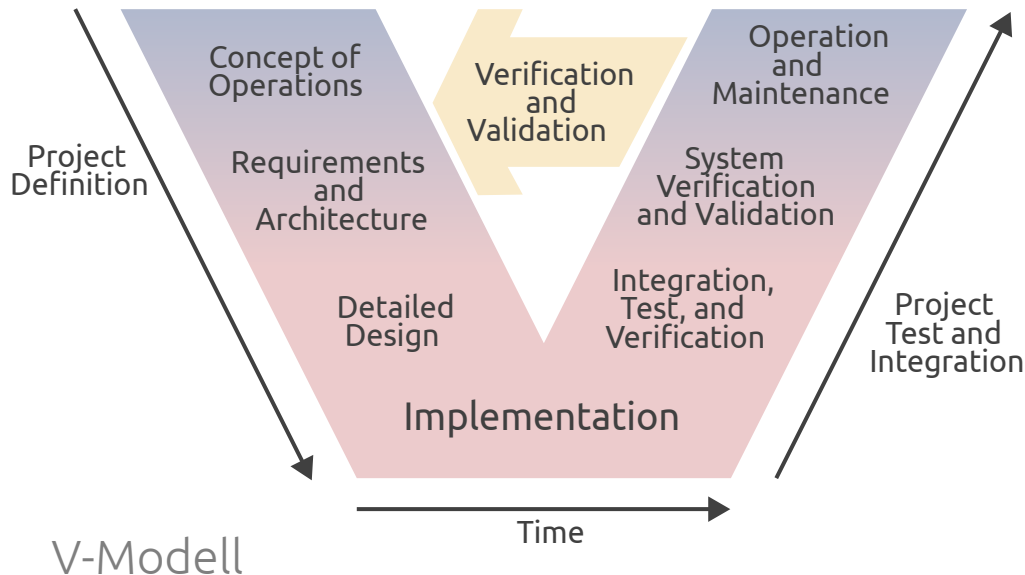 Concept of
Operations
Verification
and
Validation
Operation
and
Maintenance
Project
Definition
Requirements
and
Architecture
System
Verification
and Validation
Detailed
Design
Integration,
Test, and
Verification
Project
Test and
Integration
Implementation
Time
V-Modell